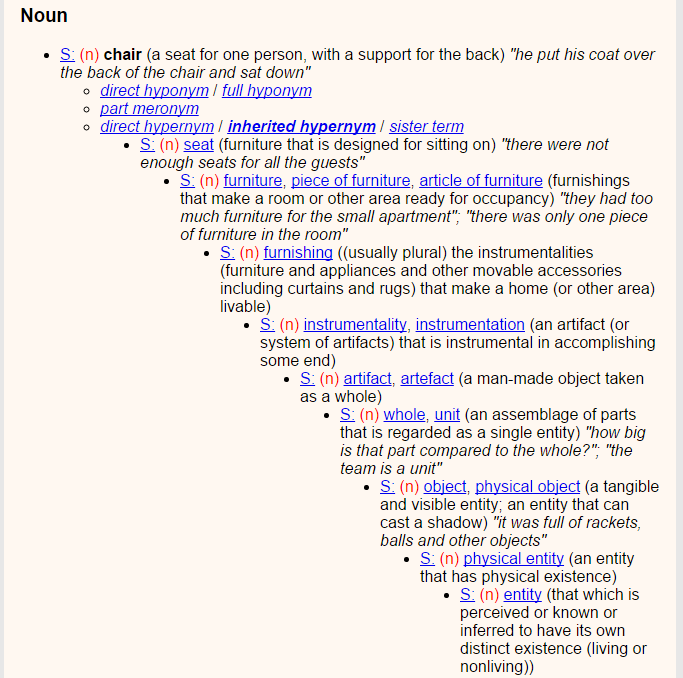 Noun
• S: (n) chair (a seat for one person, with a support for the back) "he put his coat over
the back of the chair and sat down"
○ direct hyponym / full hyponym
○ part meronym
○ direct hypernym / inherited hypernym / sister term
• S: (n) seat (furniture that is designed for sitting on) "there were not
enough seats for all the guests"
• S: (n) furniture, piece of furniture, article of furniture (furnishings
that make a room or other area ready for occupancy) "they had too
much furniture for the small apartment"; "there was only one piece
of furniture in the room"
• S: (n) furnishing ((usually plural) the instrumentalities
(furniture and appliances and other movable accessories
including curtains and rugs) that make a home (or other area)
livable)
• S: (n) instrumentality, instrumentation (an artifact (or
system of artifacts) that is instrumental in accomplishing
some end)
• S: (n) artifact, artefact (a man-made object taken
as a whole)
• S: (n) whole, unit (an assemblage of parts
that is regarded as a single entity) "how big
is that part compared to the whole?"; "the
team is a unit"
• S: (n) object, physical object (a tangible
and visible entity; an entity that can
cast a shadow) "it was full of rackets,
balls and other objects"
• S: (n) physical entity (an entity
that has physical existence)
• S: (n) entity (that which is
perceived or known or
inferred to have its own
distinct existence (living or
nonliving))